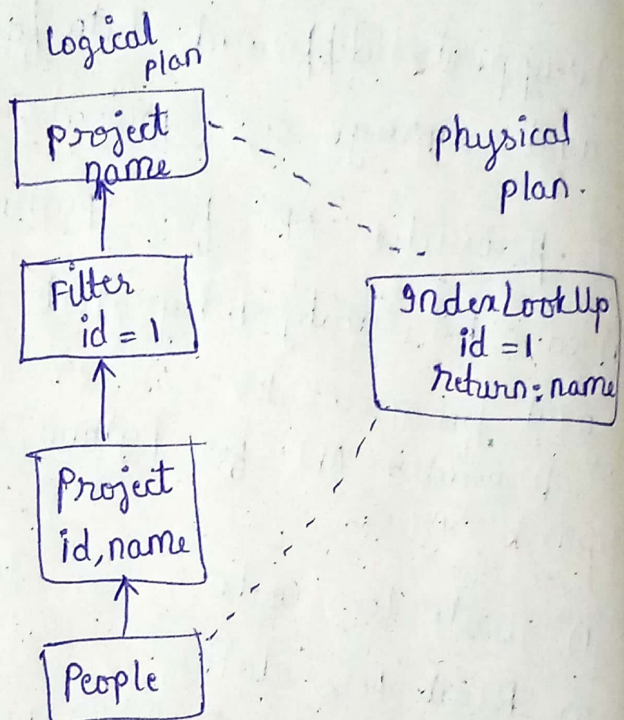 Logical
plan
project
name
Filter
id = 1.
Project
id, name
People
physical
plan.
IndexLookUp
id = 1
return: name